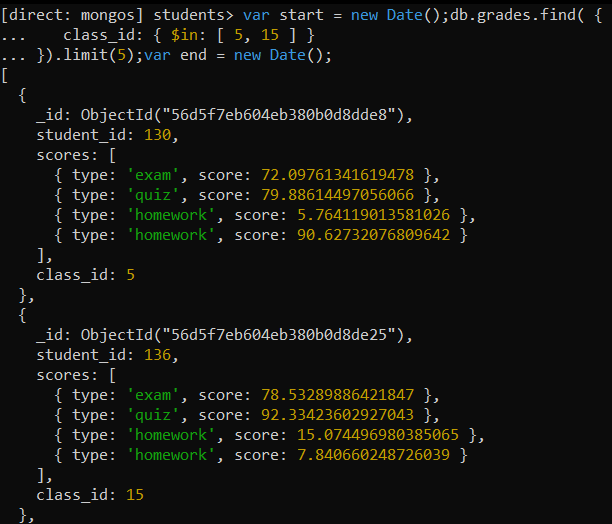 [direct: mongos] students> var start = new Date();db.grades.find( {
...    class_id: { $in: [ 5, 15 ] }
... }).limit(5);var end = new Date();
[
  {
    _id: ObjectId("56d5f7eb604eb380b0d8dde8"),
    student_id: 130,
    scores: [
      { type: 'exam', score: 72.09761341619478 },
      { type: 'quiz', score: 79.88614497056066 },
      { type: 'homework', score: 5.764119013581026 },
      { type: 'homework', score: 90.62732076809642 }
    ],
    class_id: 5
  },
  {
    _id: ObjectId("56d5f7eb604eb380b0d8de25"),
    student_id: 136,
    scores: [
      { type: 'exam', score: 78.53289886421847 },
      { type: 'quiz', score: 92.33423602927043 },
      { type: 'homework', score: 15.074496980385065 },
      { type: 'homework', score: 7.840660248726039 }
    ],
    class_id: 15
  },